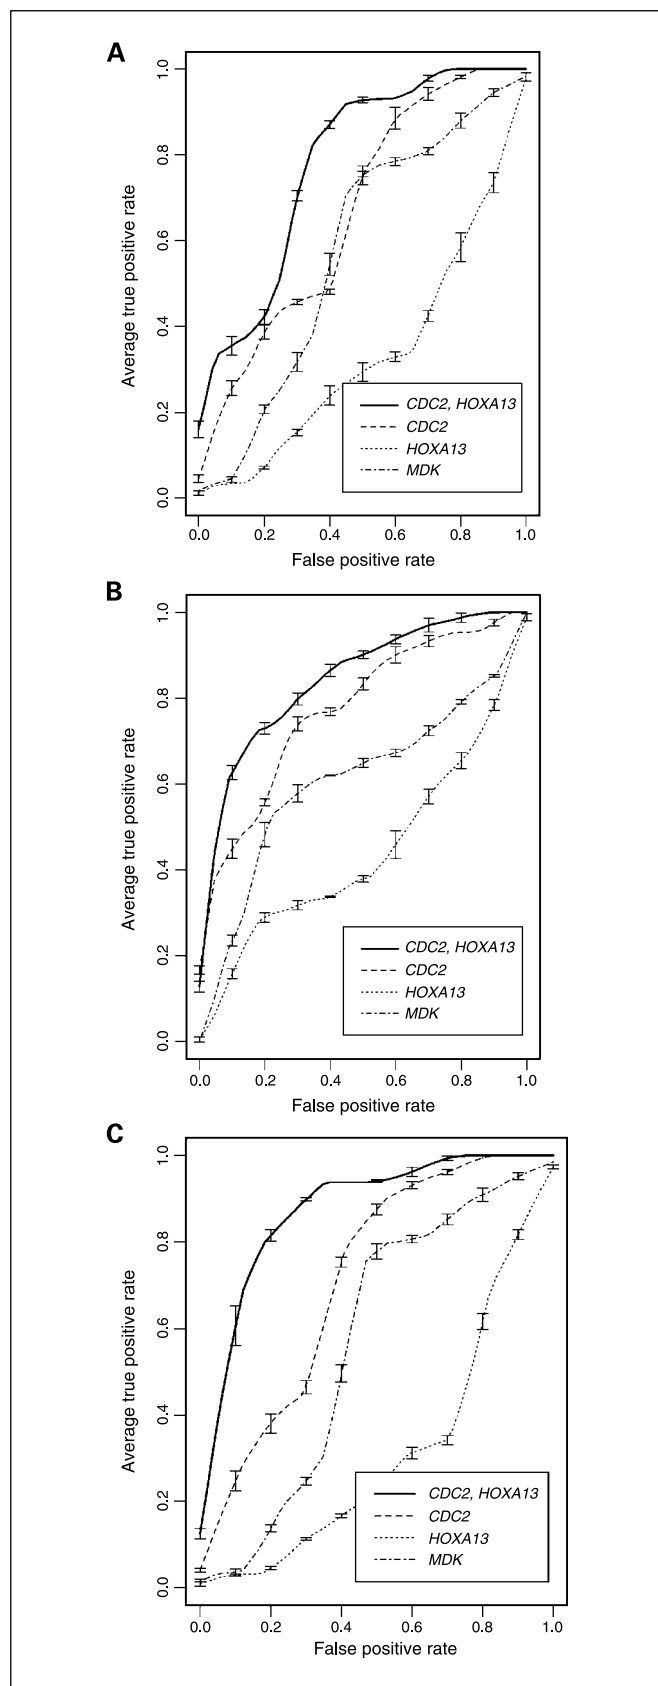 A
1.0
0.8
0.6
0.4
0.2
0.0
Average true positive rate
CDC2, HOXA13
CDC2
HOXA13
MDK
0.0 0.2 0.4 0.6 0.8 1.0
False positive rate
B
1.0
0.8
0.6
0.4
0.2
0.0
Average true positive rate
CDC2, HOXA13
CDC2
HOXA13
MDK
0.0 0.2 0.4 0.6 0.8 1.0
False positive rate
C
1.0
0.8
0.6
0.4
0.2
0.0
Average true positive rate
CDC2, HOXA13
CDC2
HOXA13
MDK
0.0 0.2 0.4 0.6 0.8 1.0
False positive rate